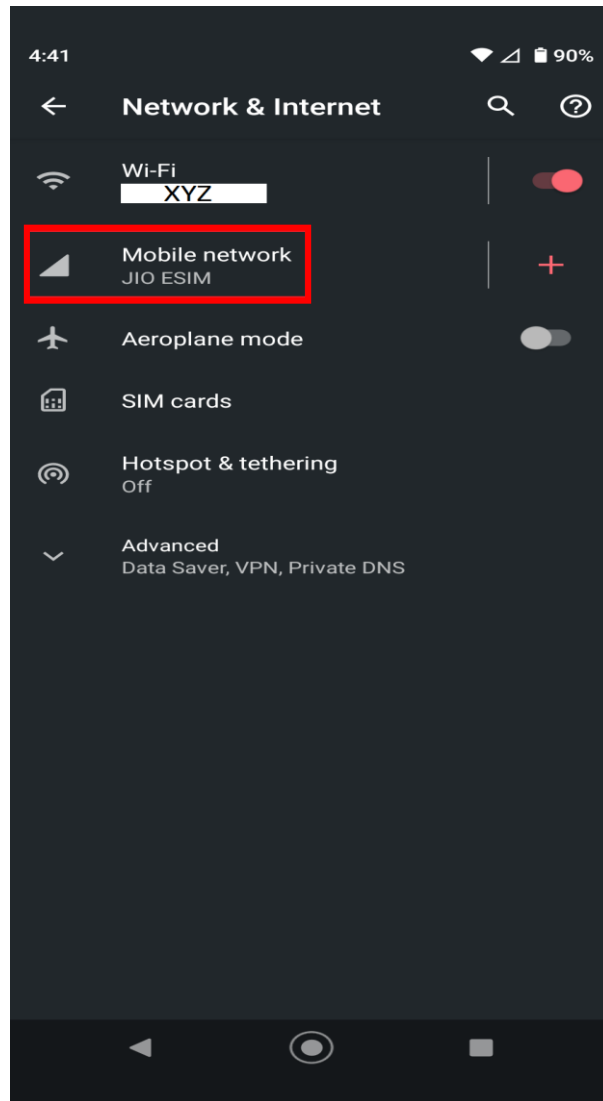 4:41
90%
Network & Internet
Wi-Fi
XYZ
Mobile network
JIO ESIM
Aeroplane mode
SIM cards
Hotspot & tethering
Off
Advanced
Data Saver, VPN, Private DNS